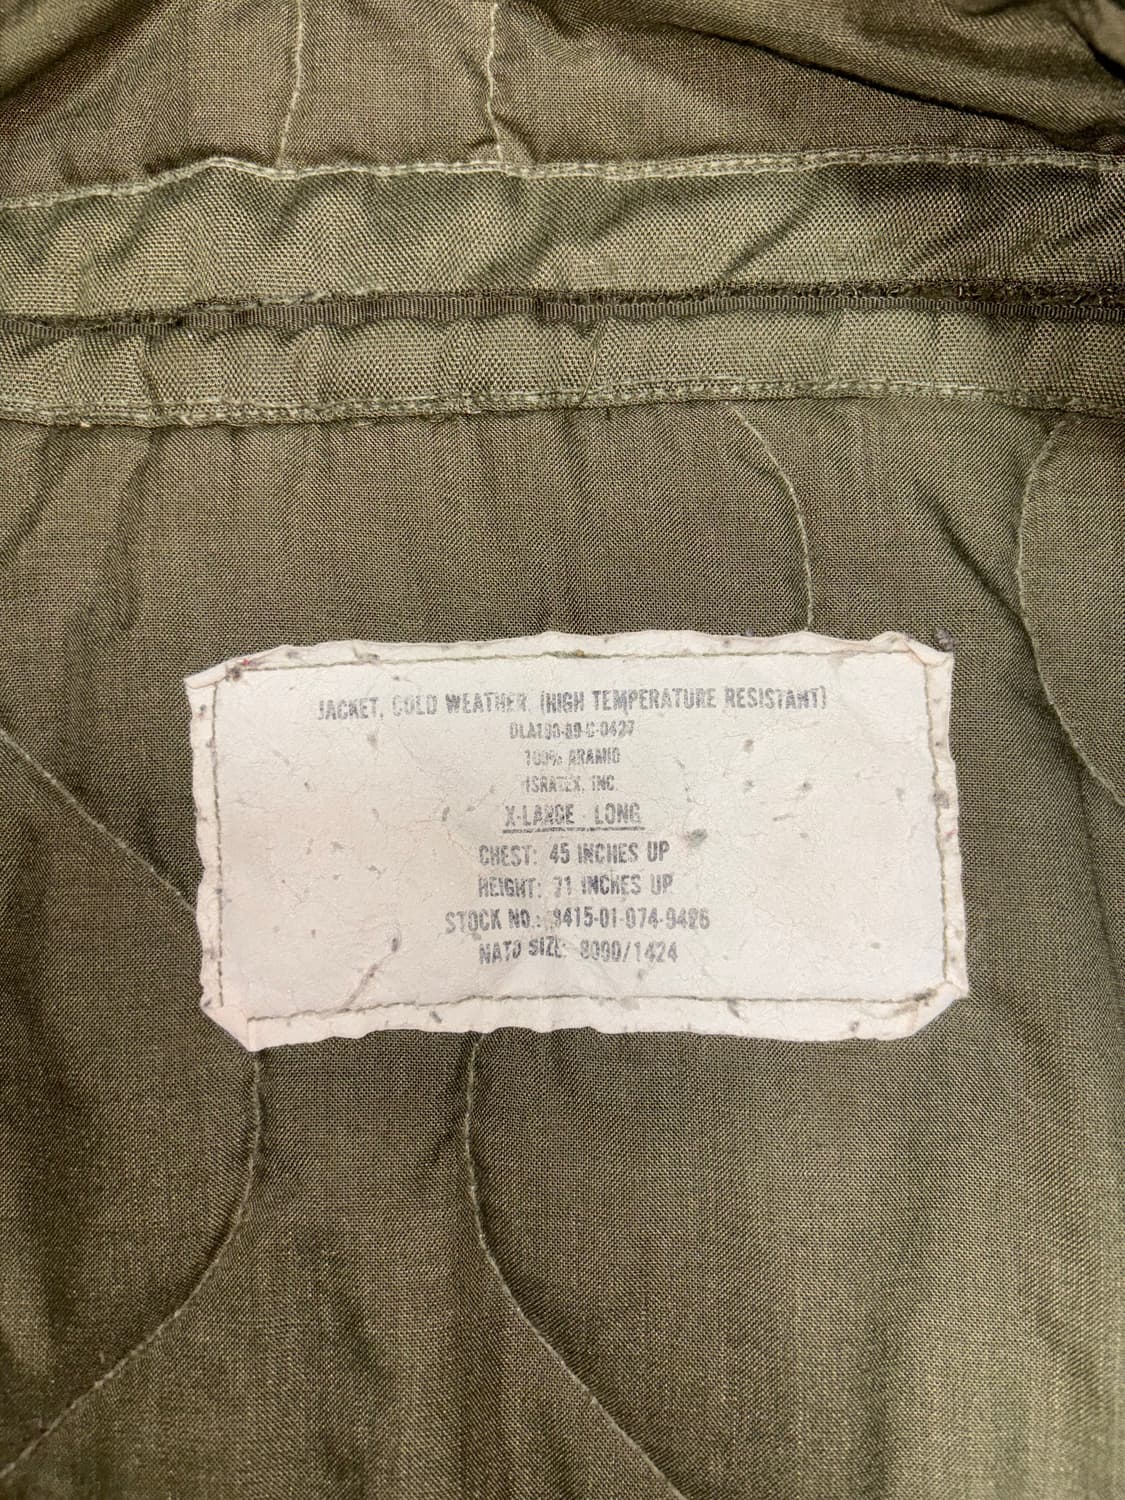 JACKET, COLD WEATHER, (HIGH TEMPERATURE RESISTANT)
DLA100-89-C-0427
100% ARAMID
ISRATEX, INC.
X-LARGE - LONG
CHEST: 45 INCHES UP
HEIGHT: 71 INCHES UP
STOCK NO.: 8415-01-074-9426
NATO SIZE: 8090/1424